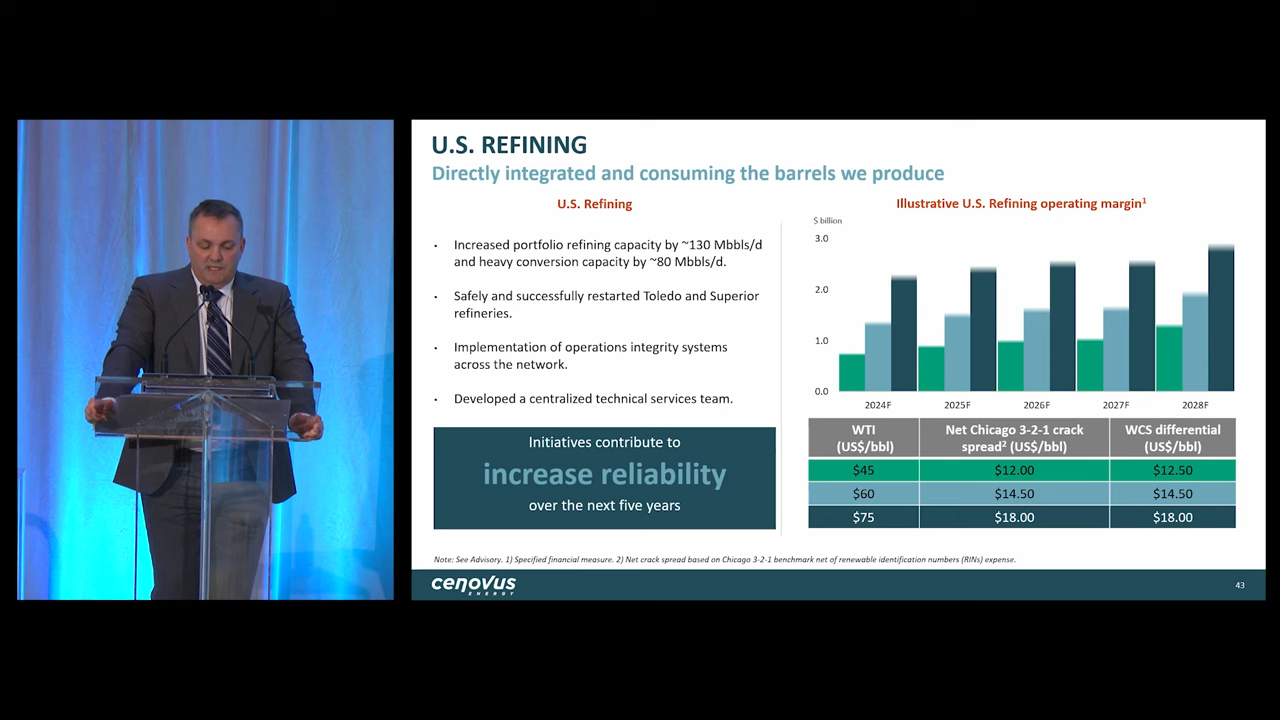 U.S. REFINING
Directly integrated and consuming the barrels we produce
U.S. Refining
• Increased portfolio refining capacity by ~130 Mbbls/d
and heavy conversion capacity by ~80 Mbbls/d.
• Safely and successfully restarted Toledo and Superior
refineries.
• Implementation of operations integrity systems
across the network.
• Developed a centralized technical services team.
Initiatives contribute to
increase reliability
over the next five years
Illustrative U.S. Refining operating margin¹
$ billion
3.0
2.0
1.0
0.0
2024F 2025F 2026F 2027F 2028F
WTI (US$/bbl) Net Chicago 3-2-1 crack spread² (US$/bbl) WCS differential (US$/bbl)
$45 $12.00 $12.50
$60 $14.50 $14.50
$75 $18.00 $18.00
Note: See Advisory. 1) Specified financial measure. 2) Net crack spread based on Chicago 3-2-1 benchmark net of renewable identification numbers (RINs) expense.
cenovus
ENERGY
43